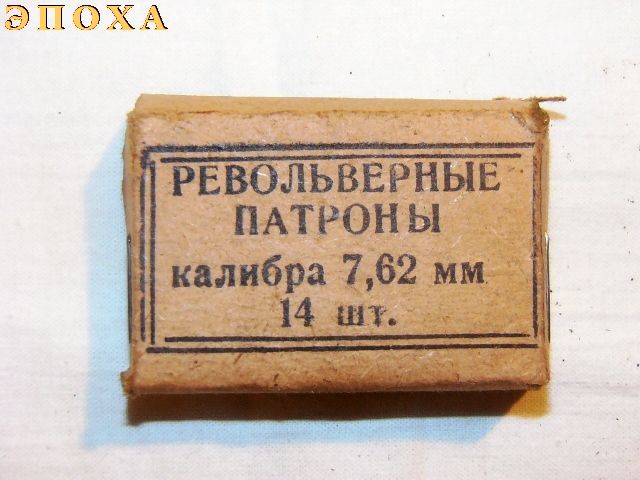 ЭПОХА
РЕВОЛЬВЕРНЫЕ
ПАТРОНЫ
калибра 7,62 мм
14 шт.